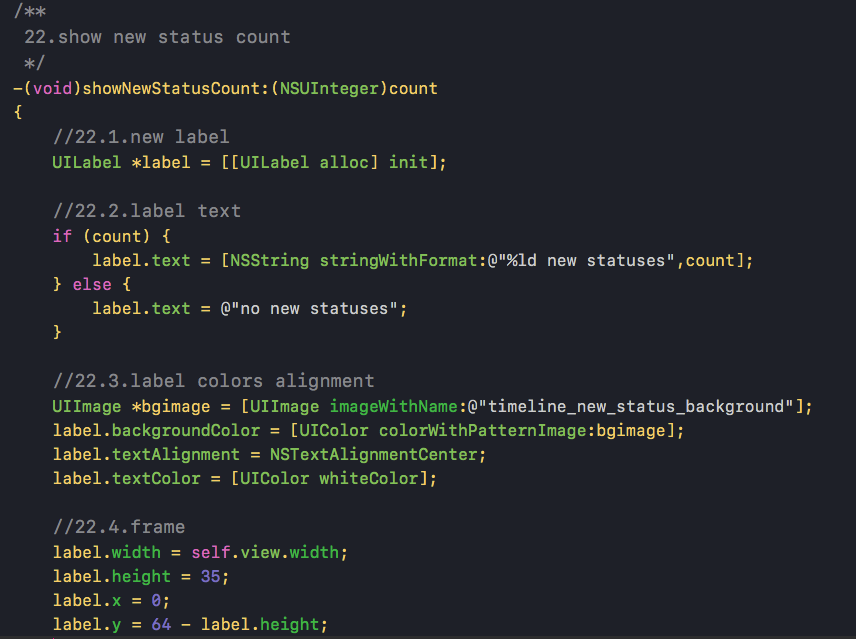 /**
 22.show new status count
 */
-(void)showNewStatusCount:(NSUInteger)count
{
    //22.1.new label
    UILabel *label = [[UILabel alloc] init];

    //22.2.label text
    if (count) {
        label.text = [NSString stringWithFormat:@"%ld new statuses",count];
    } else {
        label.text = @"no new statuses";
    }

    //22.3.label colors alignment
    UIImage *bgimage = [UIImage imageWithName:@"timeline_new_status_background"];
    label.backgroundColor = [UIColor colorWithPatternImage:bgimage];
    label.textAlignment = NSTextAlignmentCenter;
    label.textColor = [UIColor whiteColor];

    //22.4.frame
    label.width = self.view.width;
    label.height = 35;
    label.x = 0;
    label.y = 64 - label.height;